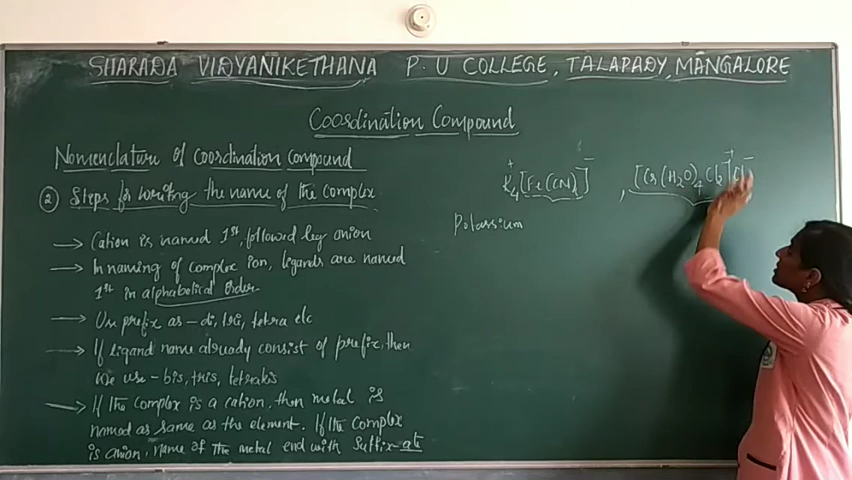 SHARADA VIDYANIKETHANA P.U COLLEGE, TALAPADY, MANGALORE
Coordination Compound
Nomenclature of Coordination Compound
② Steps for writing the name of the complex
→ Cation is named 1st, followed by anion
→ In naming of complex ion, ligands are named
1st in alphabetical order
→ Use prefix as - di, tri, tetra etc
→ If ligand name already consist of prefix, then
We use - bis, tris, tetrakis
→ If the complex is a cation, then metal is
named as same as the element. If the complex
is anion, name of the metal end with suffix - ate
K₄⁺[Fe(CN)₆]⁻ , [Cr(H₂O)₄Cl₂]⁺Cl⁻
Potassium